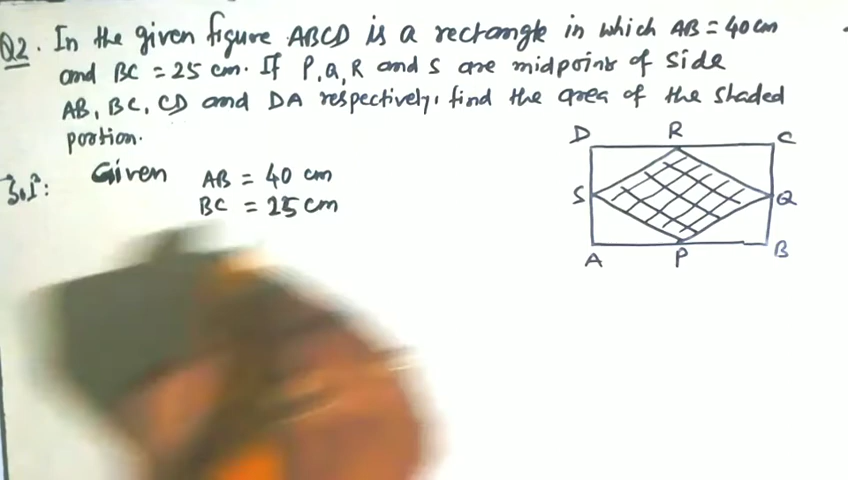 Q2. In the given figure ABCD is a rectangle in which AB = 40 cm
and BC = 25 cm. If P, Q, R and S are midpoint of side
AB, BC, CD and DA respectively, find the area of the shaded
portion.
D R C
Sol: Given AB = 40 cm
S Q
BC = 25 cm
A P B